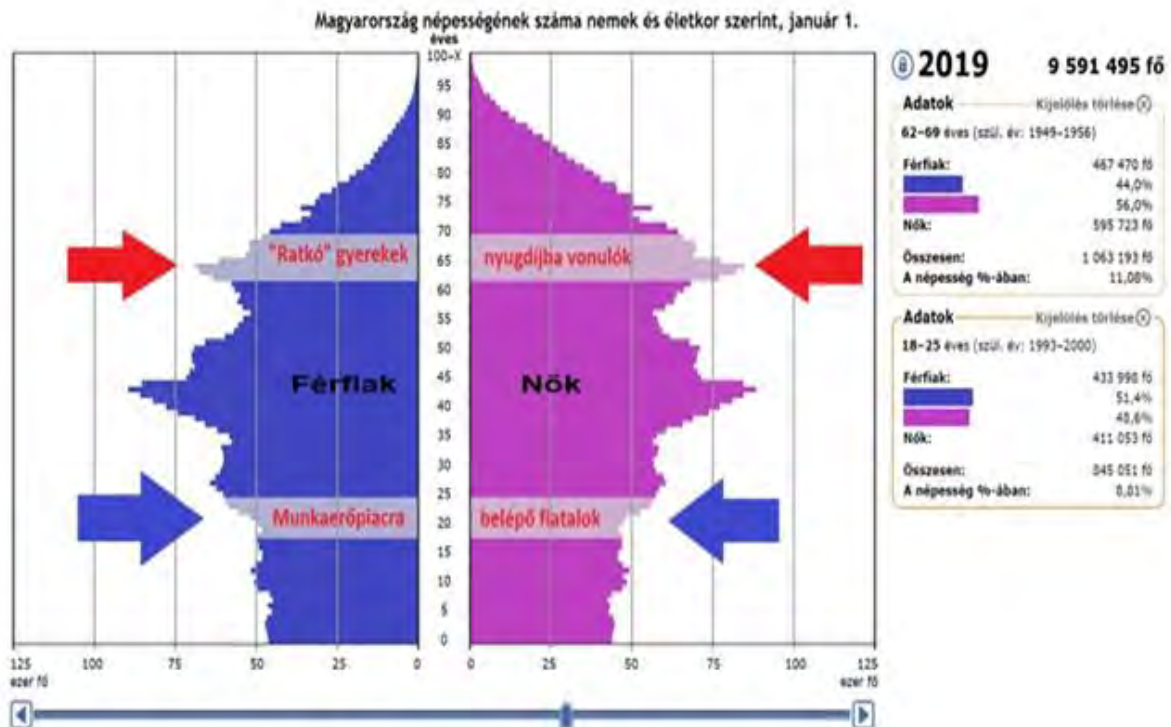 Magyarország népességének száma nemek és életkor szerint, január 1.
éves
100-X
95
90
85
80
75
70
65
60
55
50
45
40
35
30
25
20
15
10
5
0
"Ratkó" gyerekek
nyugdíjba vonulók
Férfiak
Nők
Munkaerőpiacra
belépő fiatalok
125 100 75 50 25 0
0 25 50 75 100 125
ezer fő
ezer fő
2019 9 591 495 fő
Adatok Kijelölés törlése
62-69 éves (szül. év: 1949-1956)
Férfiak: 467 470 fő
44,0%
56,0%
Nők: 595 723 fő
Összesen: 1 063 193 fő
A népesség %-ában: 11,08%
Adatok Kijelölés törlése
18-25 éves (szül. év: 1993-2000)
Férfiak: 433 998 fő
51,4%
48,6%
Nők: 411 053 fő
Összesen: 845 051 fő
A népesség %-ában: 8,81%